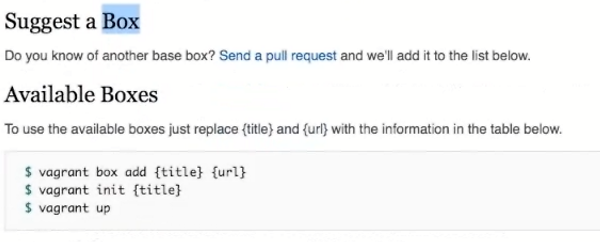 Suggest a Box
Do you know of another base box? Send a pull request and we'll add it to the list below.
Available Boxes
To use the available boxes just replace {title} and {url} with the information in the table below.
$ vagrant box add {title} {url}
$ vagrant init {title}
$ vagrant up